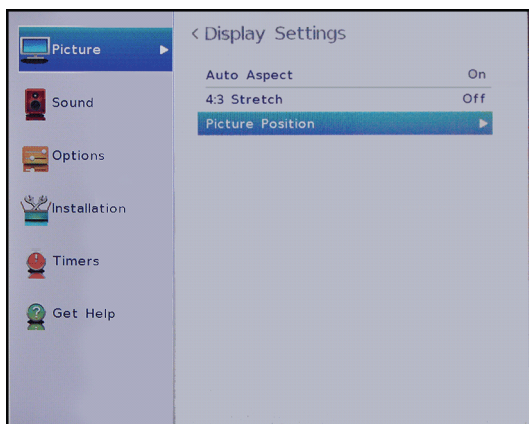 Picture
Sound
Options
Installation
Timers
Get Help
< Display Settings
Auto Aspect On
4:3 Stretch Off
Picture Position